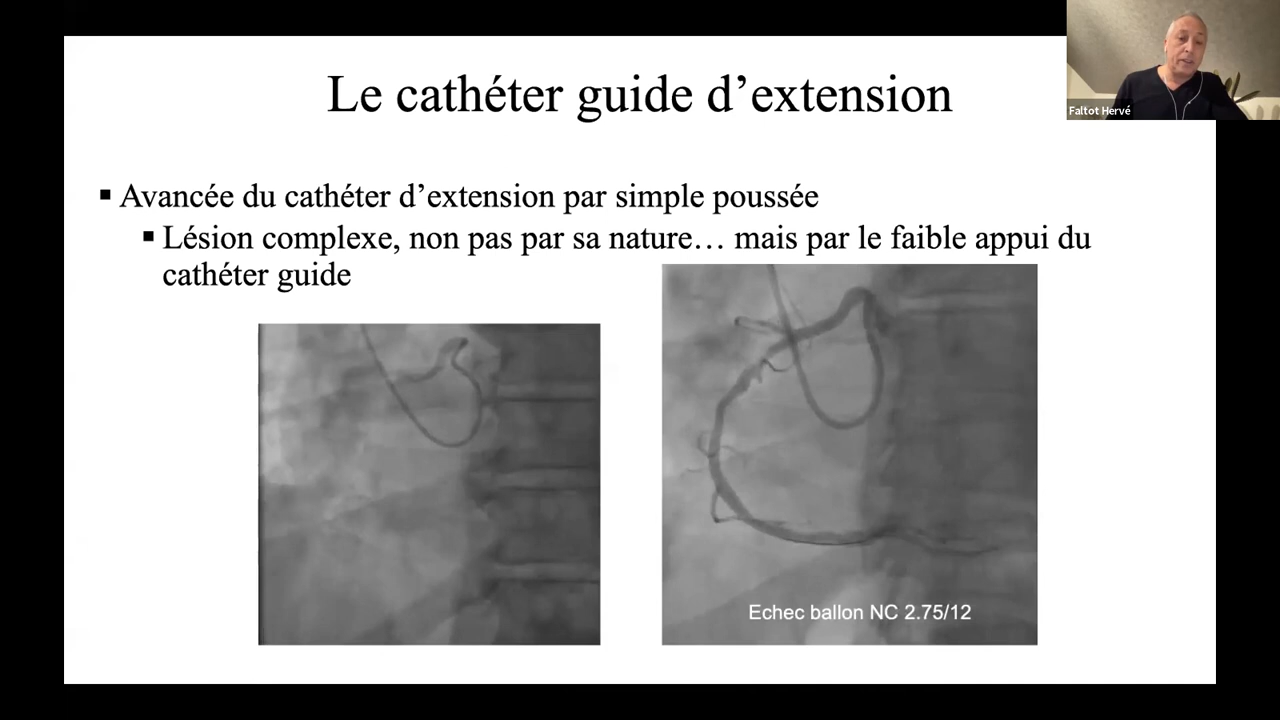 Le cathéter guide d’extension
Faltot Hervé
▪ Avancée du cathéter d’extension par simple poussée
▪ Lésion complexe, non pas par sa nature… mais par le faible appui du
cathéter guide
Echec ballon NC 2.75/12